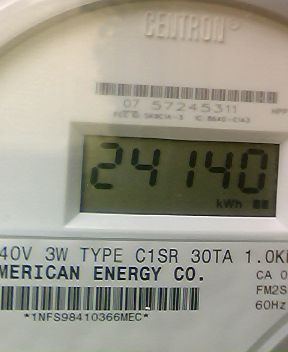 CENTRON
07 57245311
24140
kWh
40V 3W TYPE C1SR 30TA 1.0K
MERICAN ENERGY CO.
CA 0
FM2S
60Hz
*1NFS98410366MEC*